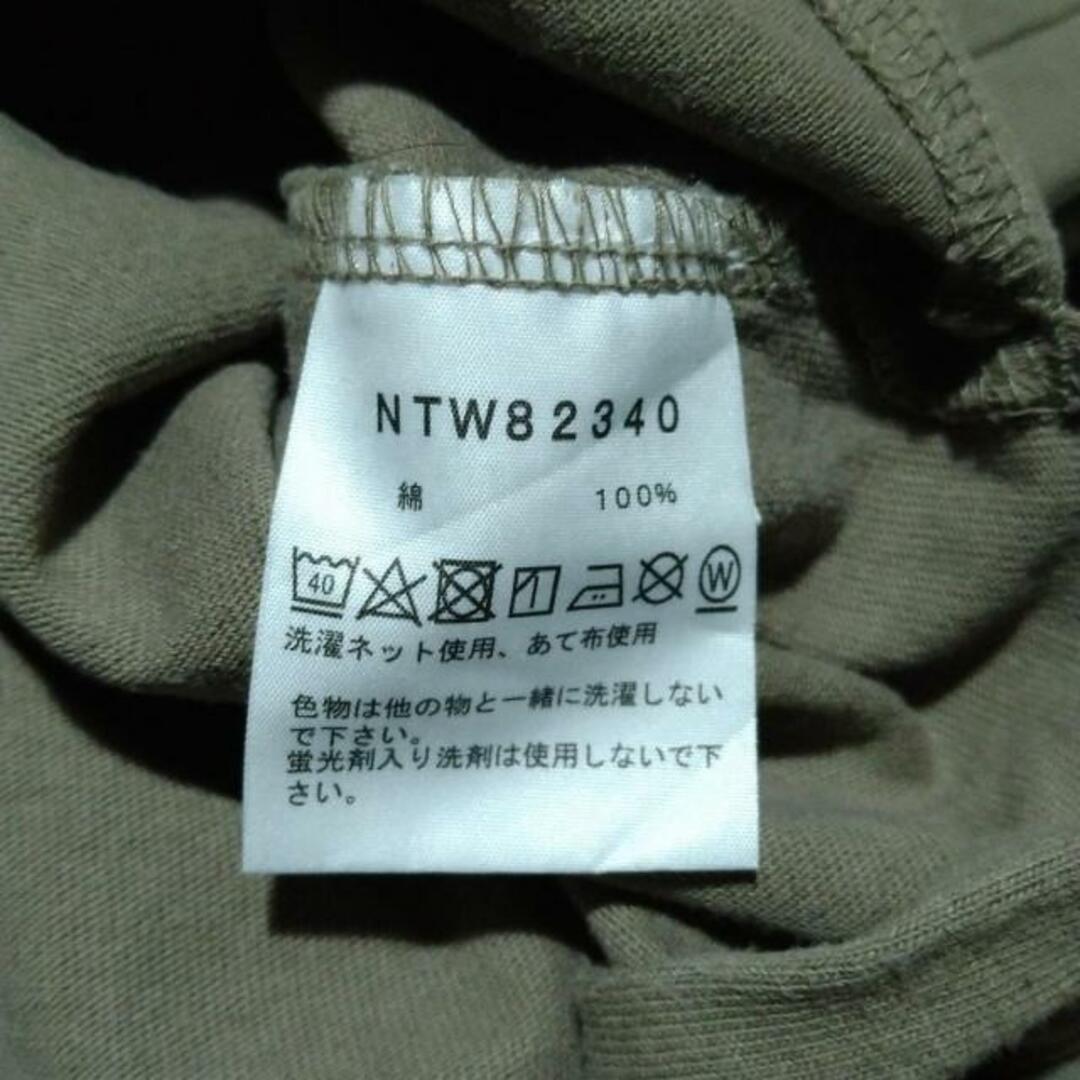 NTW82340
綿 100%
40 W
洗濯ネット使用、あて布使用
色物は他の物と一緒に洗濯しない
で下さい。
蛍光剤入り洗剤は使用しないで下
さい。